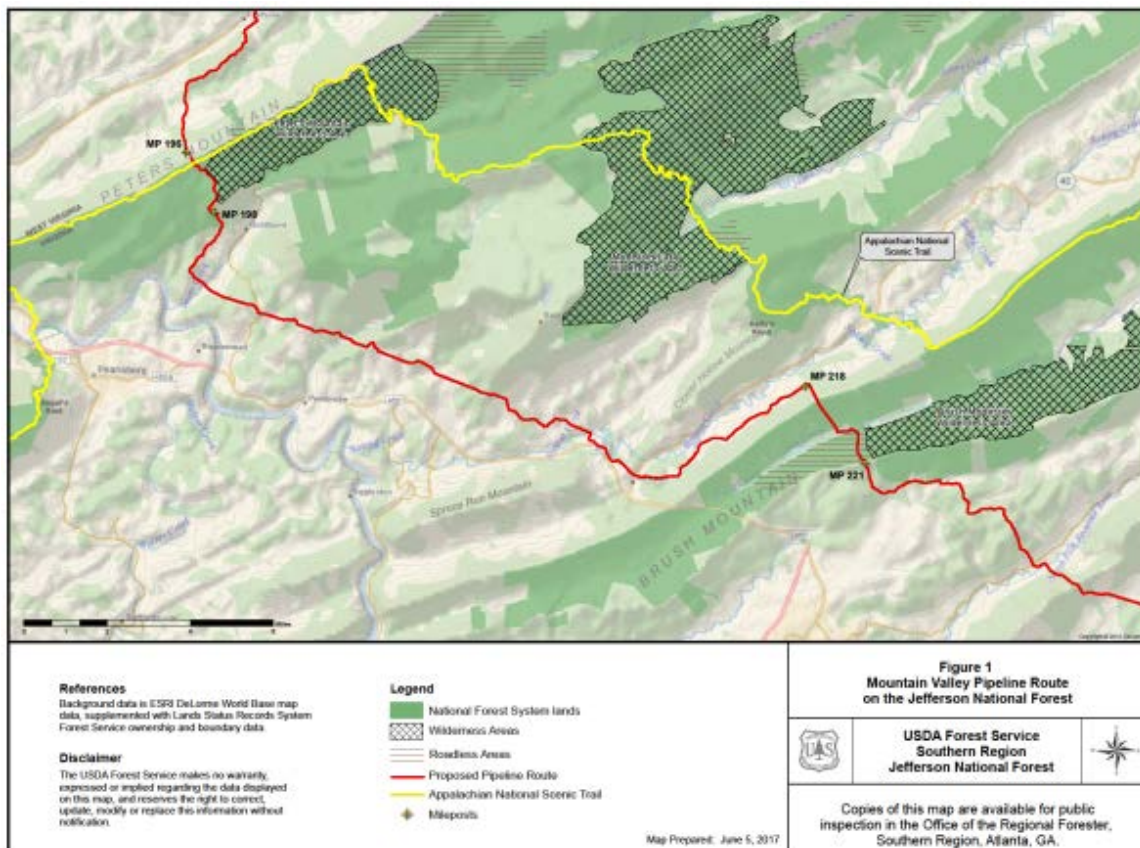 MP 196
PETERS MOUNTAIN
WEST VIRGINIA
VIRGINIA
MP 198
Appalachian National
Scenic Trail
Pearisburg
Pembroke
MP 218
MP 221
Spruce Run Mountain
BRUSH MOUNTAIN
References
Background data is ESRI DeLorme World Base map
data, supplemented with Lands Status Records System
Forest Service ownership and boundary data.
Disclaimer
The USDA Forest Service makes no warranty,
expressed or implied regarding the data displayed
on this map, and reserves the right to correct,
update, modify or replace this information without
notification.
Legend
National Forest System lands
Wilderness Areas
Roadless Areas
Proposed Pipeline Route
Appalachian National Scenic Trail
Mileposts
Map Prepared: June 5, 2017
Figure 1
Mountain Valley Pipeline Route
on the Jefferson National Forest
USDA Forest Service
Southern Region
Jefferson National Forest
Copies of this map are available for public
inspection in the Office of the Regional Forester,
Southern Region, Atlanta, GA.